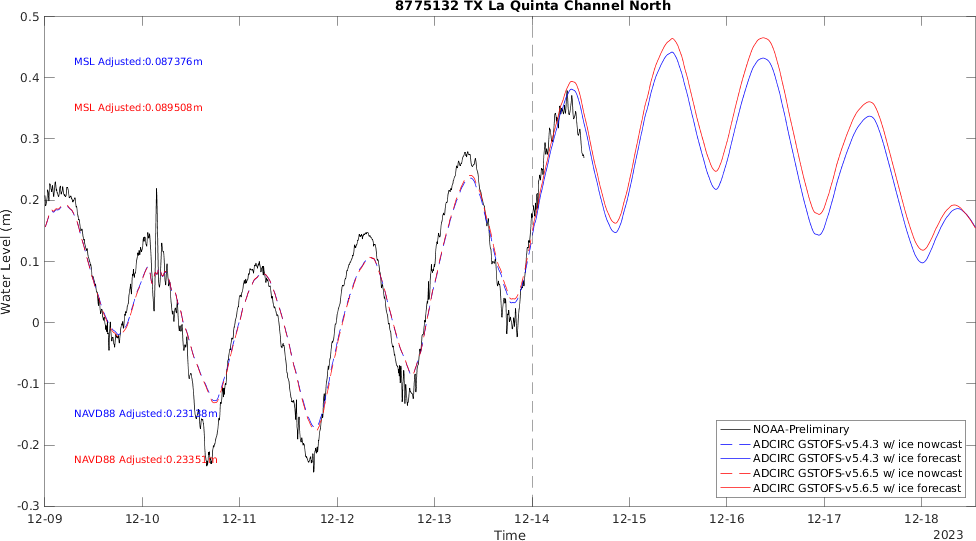 8775132 TX La Quinta Channel North
0.5
MSL Adjusted:0.087376m
0.4
MSL Adjusted:0.089508m
0.3
0.2
Water Level (m)
0.1
0
-0.1
NAVD88 Adjusted:0.23138m
-0.2
NAVD88 Adjusted:0.23351m
-0.3
NOAA-Preliminary
ADCIRC GSTOFS-v5.4.3 w/ ice nowcast
ADCIRC GSTOFS-v5.4.3 w/ ice forecast
ADCIRC GSTOFS-v5.6.5 w/ ice nowcast
ADCIRC GSTOFS-v5.6.5 w/ ice forecast
12-09 12-10 12-11 12-12 12-13 12-14 12-15 12-16 12-17 12-18
Time
2023